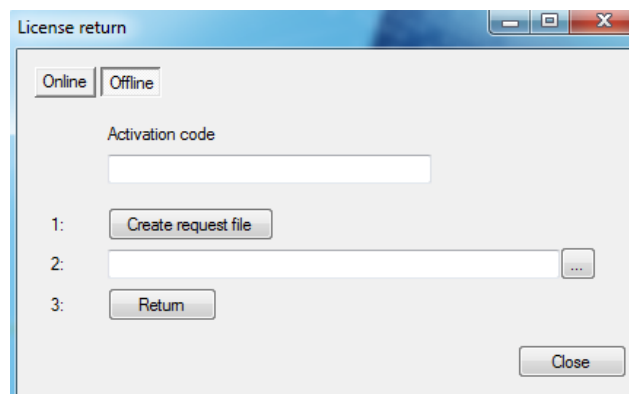 License return
Online Offline
Activation code
1: Create request file
2: ...
3: Return
Close